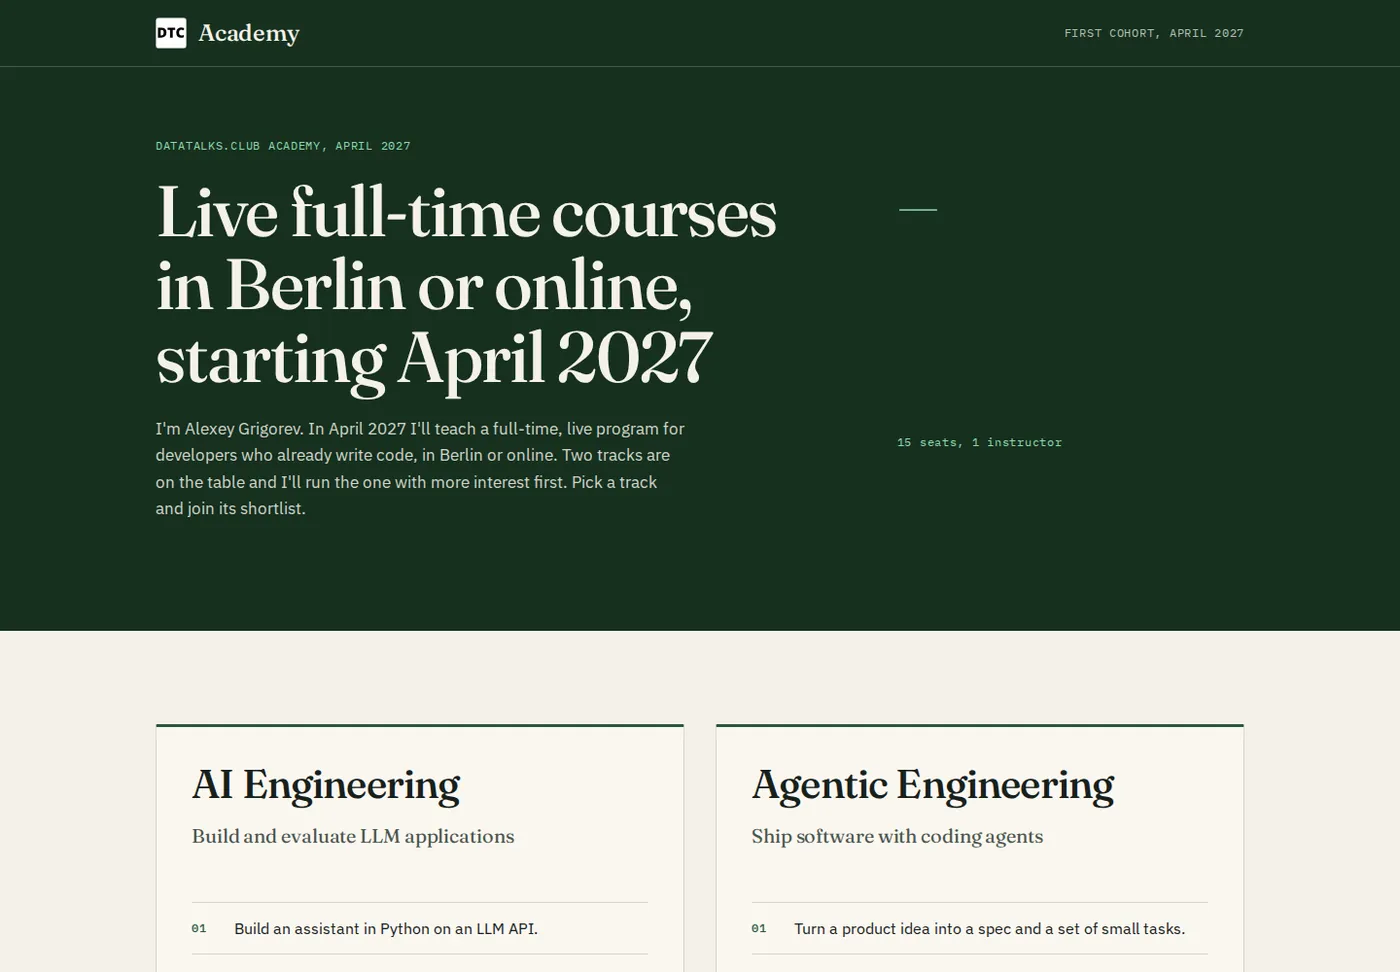 DTC Academy
FIRST COHORT, APRIL 2027
DATATALKS.CLUB ACADEMY, APRIL 2027
Live full-time courses
in Berlin or online,
starting April 2027
I'm Alexey Grigorev. In April 2027 I'll teach a full-time, live program for
developers who already write code, in Berlin or online. Two tracks are
on the table and I'll run the one with more interest first. Pick a track
and join its shortlist.
15 seats, 1 instructor
AI Engineering
Build and evaluate LLM applications
01 Build an assistant in Python on an LLM API.
Agentic Engineering
Ship software with coding agents
01 Turn a product idea into a spec and a set of small tasks.